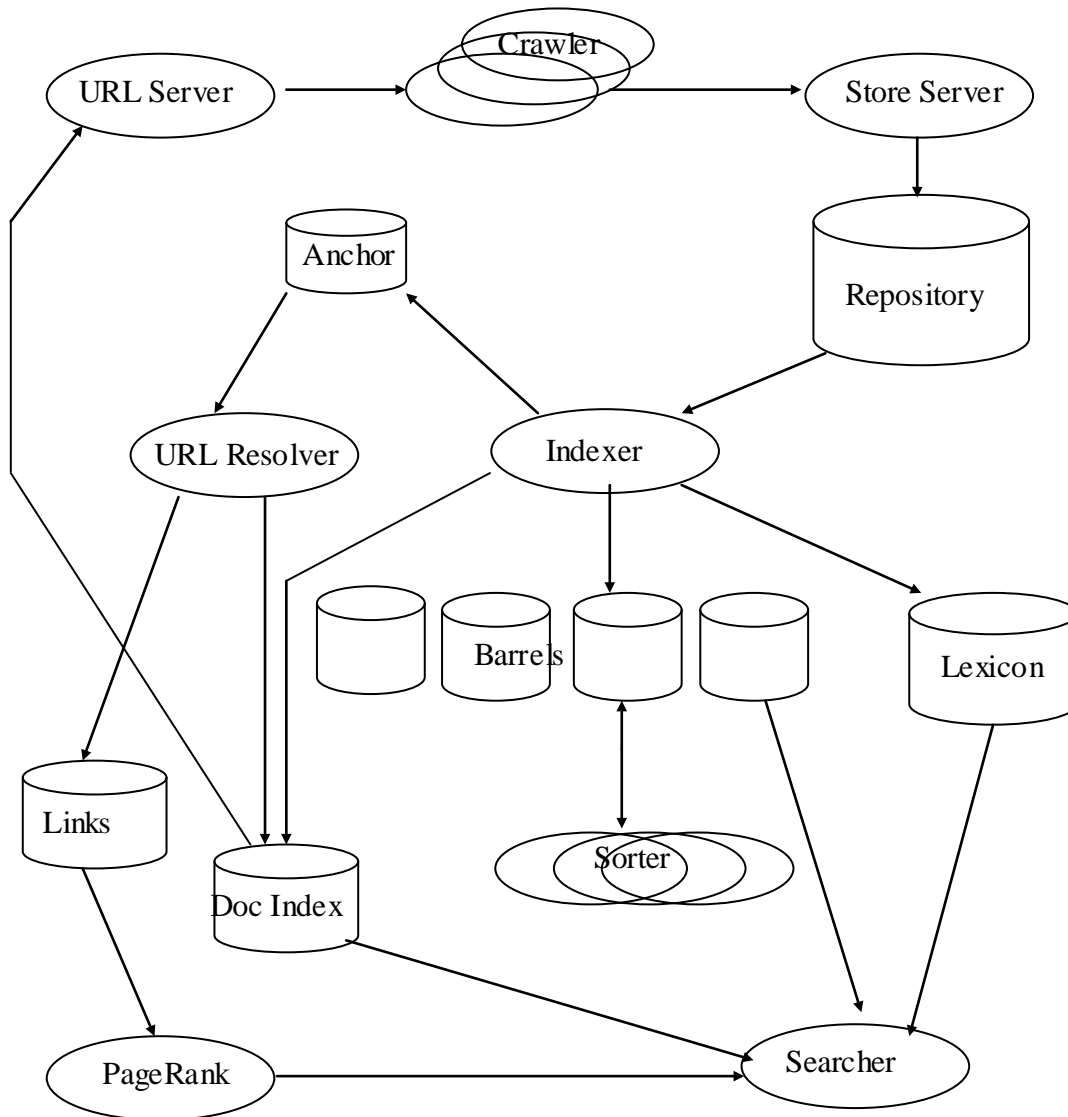 Crawler
URL Server
Store Server
Anchor
Repository
URL Resolver
Indexer
Barrels
Lexicon
Links
Sorter
Doc Index
PageRank
Searcher